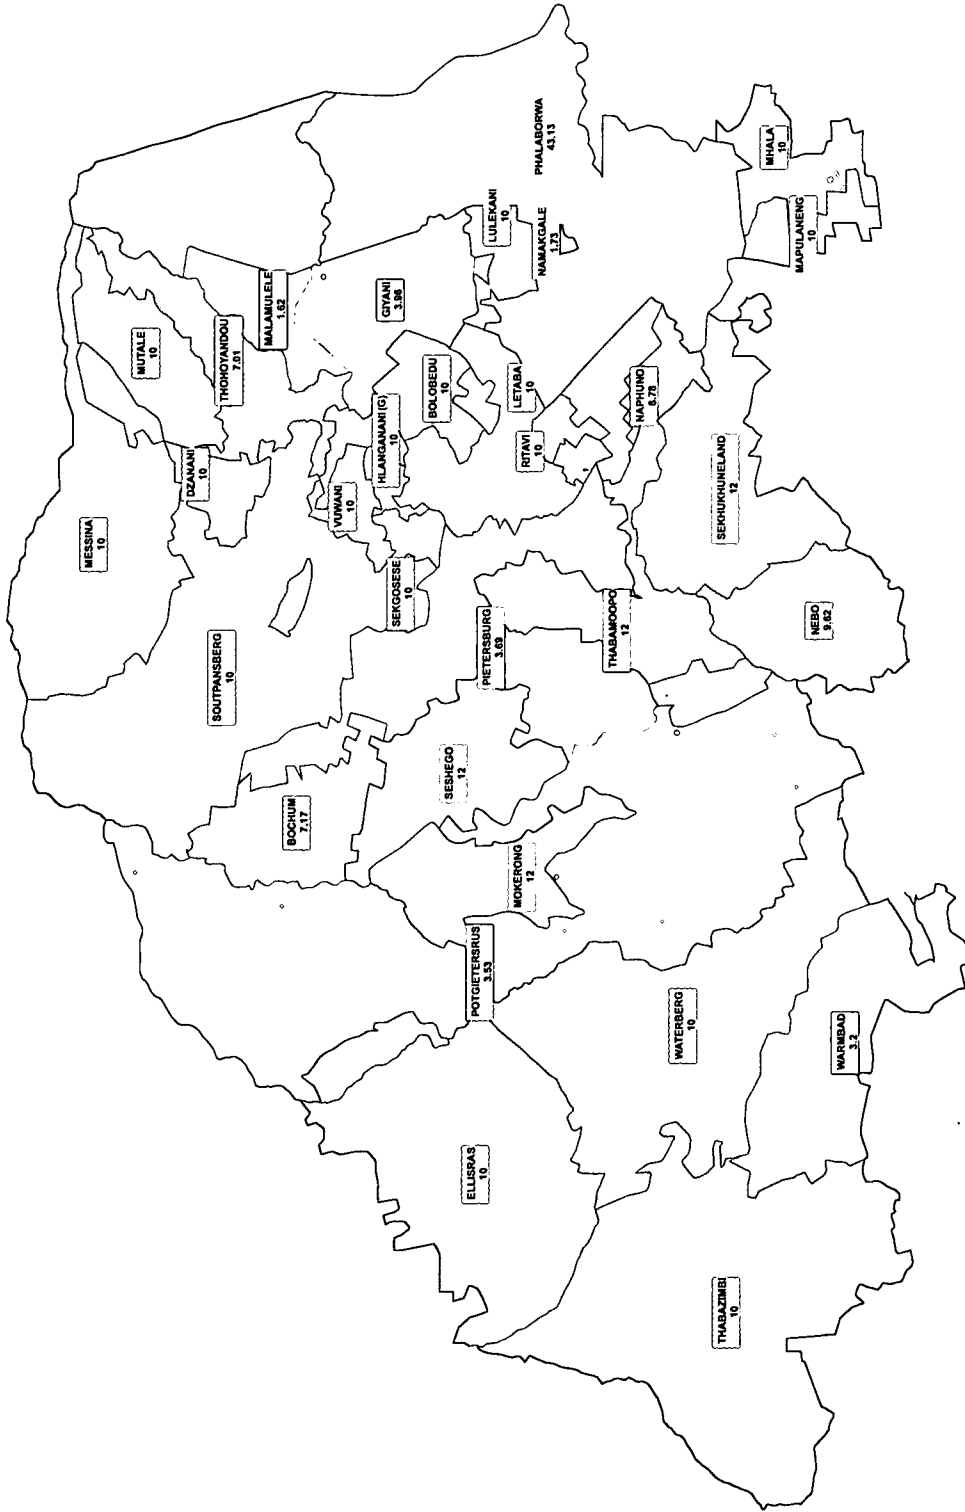 MESSINA
10
MUTALE
10
DZANANI
10
THOHOYANDOU
7.01
MALAMULELE
1.62
SOUTPANSBERG
10
BOCHUM
7.17
VUWANI
10
HLANGANANI(G)
10
GIYANI
3.96
SEKGOSESE
10
BOLOBEDU
10
LULEKANI
10
PHALABORWA
43.13
NAMAKGALE
1.73
LETABA
10
RITAVI
10
PIETERSBURG
3.69
SESHEGO
12
MOKERONG
12
POTGIETERSRUS
3.53
ELLISRAS
10
THABAMOOPO
12
NAPHUNO
6.78
SEKHUKHUNELAND
12
MHALA
10
MAPULANENG
10
NEBO
9.62
WATERBERG
10
WARMBAD
3.2
THABAZIMBI
10